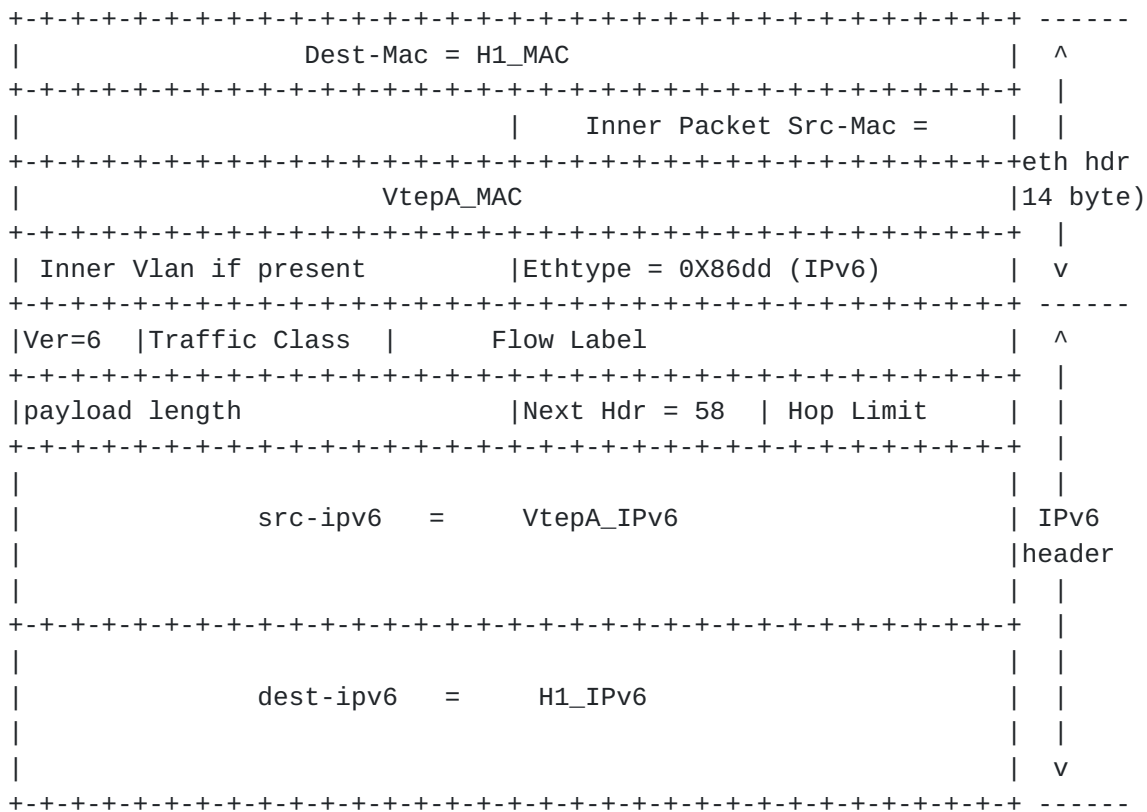 +-+-+-+-+-+-+-+-+-+-+-+-+-+-+-+-+-+-+-+-+-+-+-+-+-+-+-+-+-+-+-+-+ ------
|                  Dest-Mac = H1_MAC                            |  ^
+-+-+-+-+-+-+-+-+-+-+-+-+-+-+-+-+-+-+-+-+-+-+-+-+-+-+-+-+-+-+-+-+  |
|                               |    Inner Packet Src-Mac =     |  |
+-+-+-+-+-+-+-+-+-+-+-+-+-+-+-+-+-+-+-+-+-+-+-+-+-+-+-+-+-+-+-+-+eth hdr
|                       VtepA_MAC                               |14 byte)
+-+-+-+-+-+-+-+-+-+-+-+-+-+-+-+-+-+-+-+-+-+-+-+-+-+-+-+-+-+-+-+-+  |
| Inner Vlan if present         |Ethtype = 0X86dd (IPv6)        |  v
+-+-+-+-+-+-+-+-+-+-+-+-+-+-+-+-+-+-+-+-+-+-+-+-+-+-+-+-+-+-+-+-+ ------
|Ver=6  |Traffic Class  |      Flow Label                       |  ^
+-+-+-+-+-+-+-+-+-+-+-+-+-+-+-+-+-+-+-+-+-+-+-+-+-+-+-+-+-+-+-+-+  |
|payload length                 |Next Hdr = 58  | Hop Limit     |  |
+-+-+-+-+-+-+-+-+-+-+-+-+-+-+-+-+-+-+-+-+-+-+-+-+-+-+-+-+-+-+-+-+  |
|                                                               |  |
|               src-ipv6   =     VtepA_IPv6                     | IPv6
|                                                               |header
|                                                               |  |
+-+-+-+-+-+-+-+-+-+-+-+-+-+-+-+-+-+-+-+-+-+-+-+-+-+-+-+-+-+-+-+-+  |
|                                                               |  |
|               dest-ipv6   =     H1_IPv6                       |  |
|                                                               |  |
|                                                               |  v
+-+-+-+-+-+-+-+-+-+-+-+-+-+-+-+-+-+-+-+-+-+-+-+-+-+-+-+-+-+-+-+-+ ------